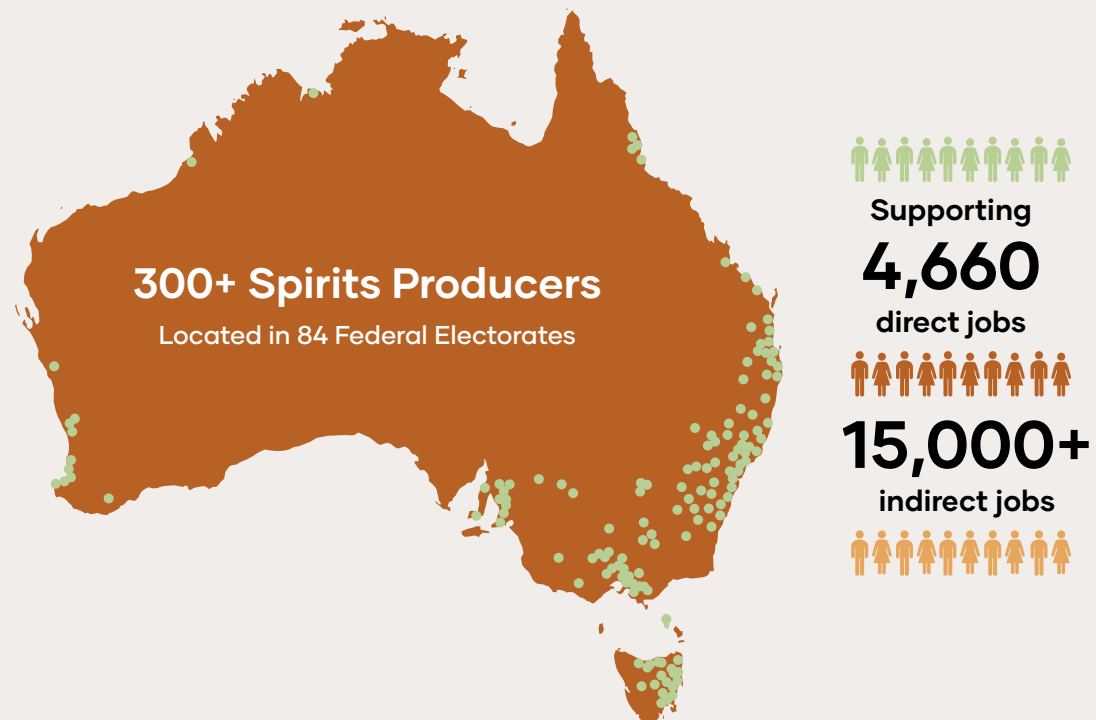 300+ Spirits Producers
Located in 84 Federal Electorates
Supporting
4,660
direct jobs
15,000+
indirect jobs